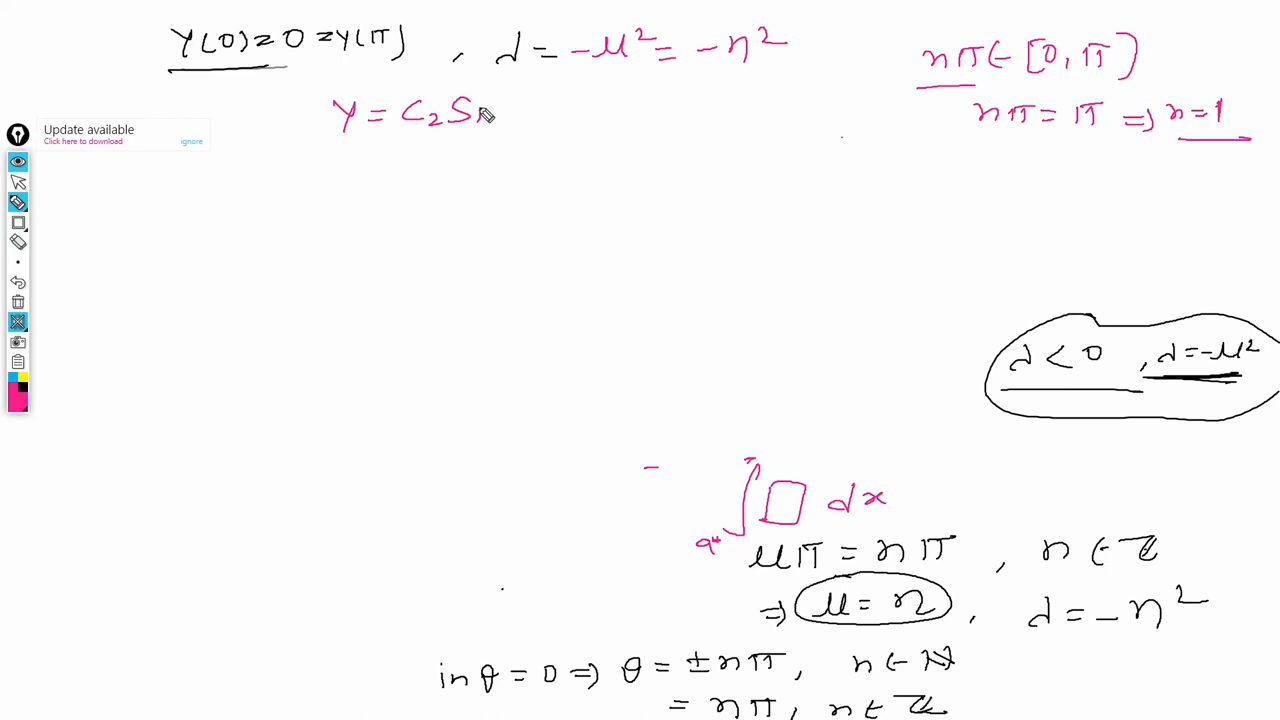 Y(0) = 0 = Y(π) , λ = -μ² = -n²
nπ ∈ [0, π]
Y = C₂ S
nπ = π ⇒ n=1
Update available
Click here to download
ignore
λ < 0 , λ = -μ²
∫ □ dx
μπ = nπ , n ∈ ℤ
⇒ μ = n , λ = -n²
in θ = 0 ⇒ θ = ±nπ, n ∈ ℕ
= nπ, n ∈ ℤ